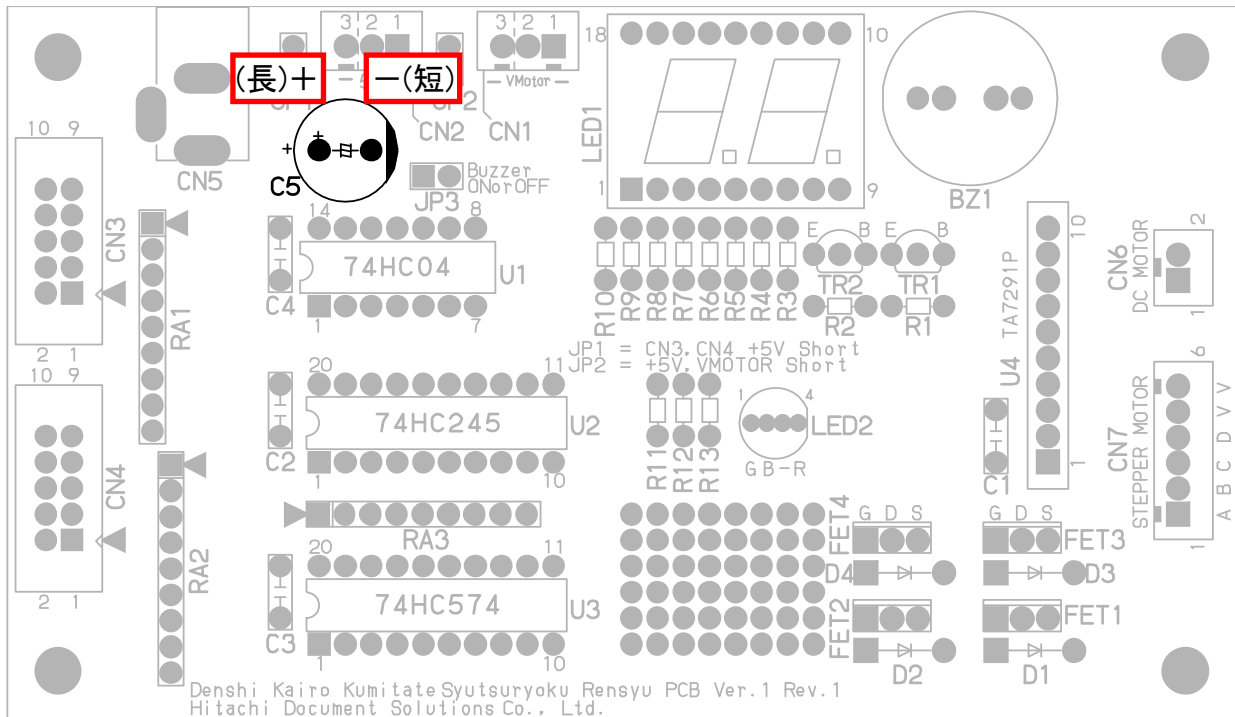 3 2 1
3 2 1
18
10
(長)+
-(短)
VMotor
LED1
CN2
CN1
10 9
CN5
+
+
C5
Buzzer
ONorOFF
JP3
1
9
BZ1
CN3
14
8
74HC04
U1
C4
1
7
RA1
2 1
R10
R9
R8
R7
R6
R5
R4
R3
E
B
TR2
R2
E
B
TR1
R1
TA7291P
10
U4
1
CN6
DC MOTOR
2
1
JP1 = CN3,CN4 +5V Short
JP2 = +5V,VMOTOR Short
10 9
CN4
2 1
20
11
74HC245
U2
C2
1
10
R11
R12
R13
1
4
LED2
G B-R
C1
CN7
STEPPER MOTOR
6
1
A B C D V V
RA2
RA3
20
11
74HC574
U3
C3
1
10
FET4
G D S
D4
G D S
FET3
D3
FET2
D2
FET1
D1
Denshi Kairo Kumitate Syutsuryoku Rensyu PCB Ver.1 Rev.1
Hitachi Document Solutions Co., Ltd.